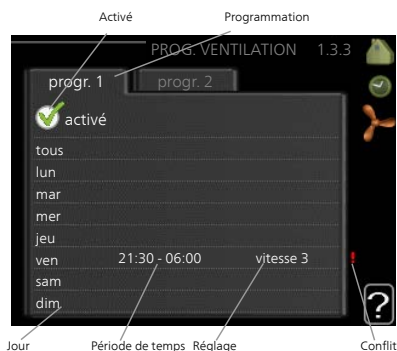 Activé Programmation
PROG. VENTILATION 1.3.3
progr. 1 progr. 2
activé
tous
lun
mar
mer
jeu
ven 21:30 - 06:00 vitesse 3
sam
dim
?
Jour Période de temps Réglage Conflit